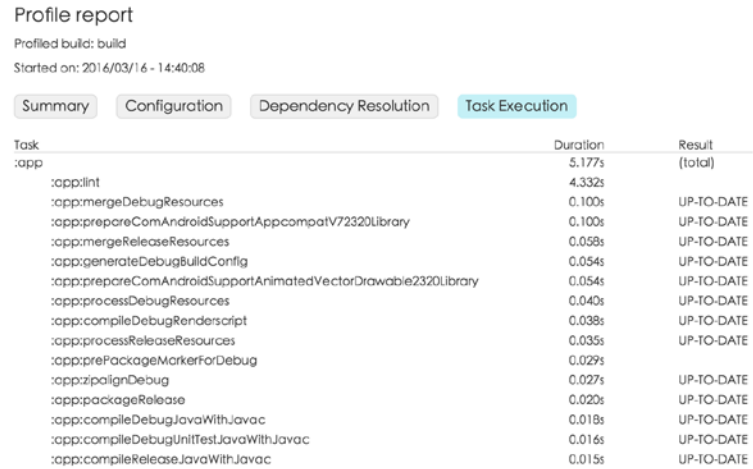 Profile report
Profiled build: build
Started on: 2016/03/16 - 14:40:08
Summary Configuration Dependency Resolution Task Execution
Task Duration Result
:app 5.177s (total)
:app:lint 4.332s
:app:mergeDebugResources 0.100s UP-TO-DATE
:app:prepareComAndroidSupportAppcompatV72320Library 0.100s UP-TO-DATE
:app:mergeReleaseResources 0.058s UP-TO-DATE
:app:generateDebugBuildConfig 0.054s UP-TO-DATE
:app:prepareComAndroidSupportAnimatedVectorDrawable2320Library 0.054s UP-TO-DATE
:app:processDebugResources 0.040s UP-TO-DATE
:app:compileDebugRenderscript 0.038s UP-TO-DATE
:app:processReleaseResources 0.035s UP-TO-DATE
:app:prePackageMarkerForDebug 0.029s
:app:zipalignDebug 0.027s UP-TO-DATE
:app:packageRelease 0.020s UP-TO-DATE
:app:compileDebugJavaWithJavac 0.018s UP-TO-DATE
:app:compileDebugUnitTestJavaWithJavac 0.016s UP-TO-DATE
:app:compileReleaseJavaWithJavac 0.015s UP-TO-DATE